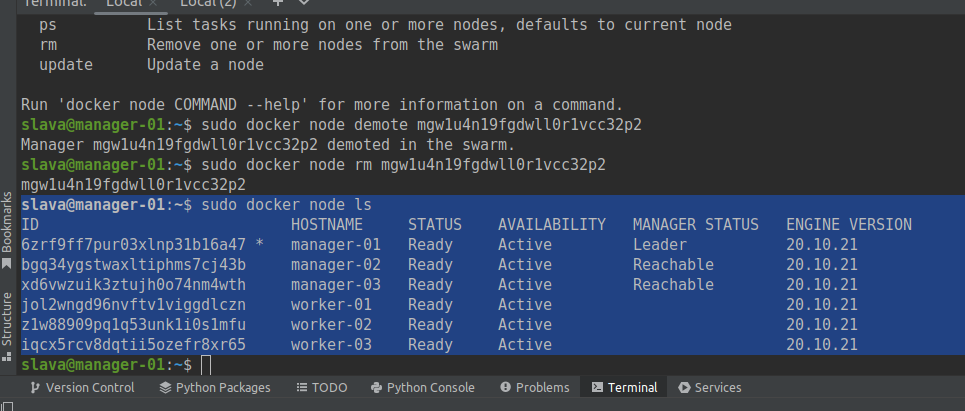 Terminal: Local × Local (2) × + ∨
ps List tasks running on one or more nodes, defaults to current node
rm Remove one or more nodes from the swarm
update Update a node
Run 'docker node COMMAND --help' for more information on a command.
slava@manager-01:~$ sudo docker node demote mgw1u4n19fgdwll0r1vcc32p2
Manager mgw1u4n19fgdwll0r1vcc32p2 demoted in the swarm.
slava@manager-01:~$ sudo docker node rm mgw1u4n19fgdwll0r1vcc32p2
mgw1u4n19fgdwll0r1vcc32p2
slava@manager-01:~$ sudo docker node ls
ID HOSTNAME STATUS AVAILABILITY MANAGER STATUS ENGINE VERSION
6zrf9ff7pur03xlnp31b16a47 * manager-01 Ready Active Leader 20.10.21
bgq34ygstwaxltiphms7cj43b manager-02 Ready Active Reachable 20.10.21
xd6vwzuik3ztujh0o74nm4wth manager-03 Ready Active Reachable 20.10.21
jol2wngd96nvftv1viggdlczn worker-01 Ready Active 20.10.21
z1w88909pq1q53unk1i0s1mfu worker-02 Ready Active 20.10.21
iqcx5rcv8dqtii5ozefr8xr65 worker-03 Ready Active 20.10.21
slava@manager-01:~$
Bookmarks
Structure
Version Control Python Packages TODO Python Console Problems Terminal Services